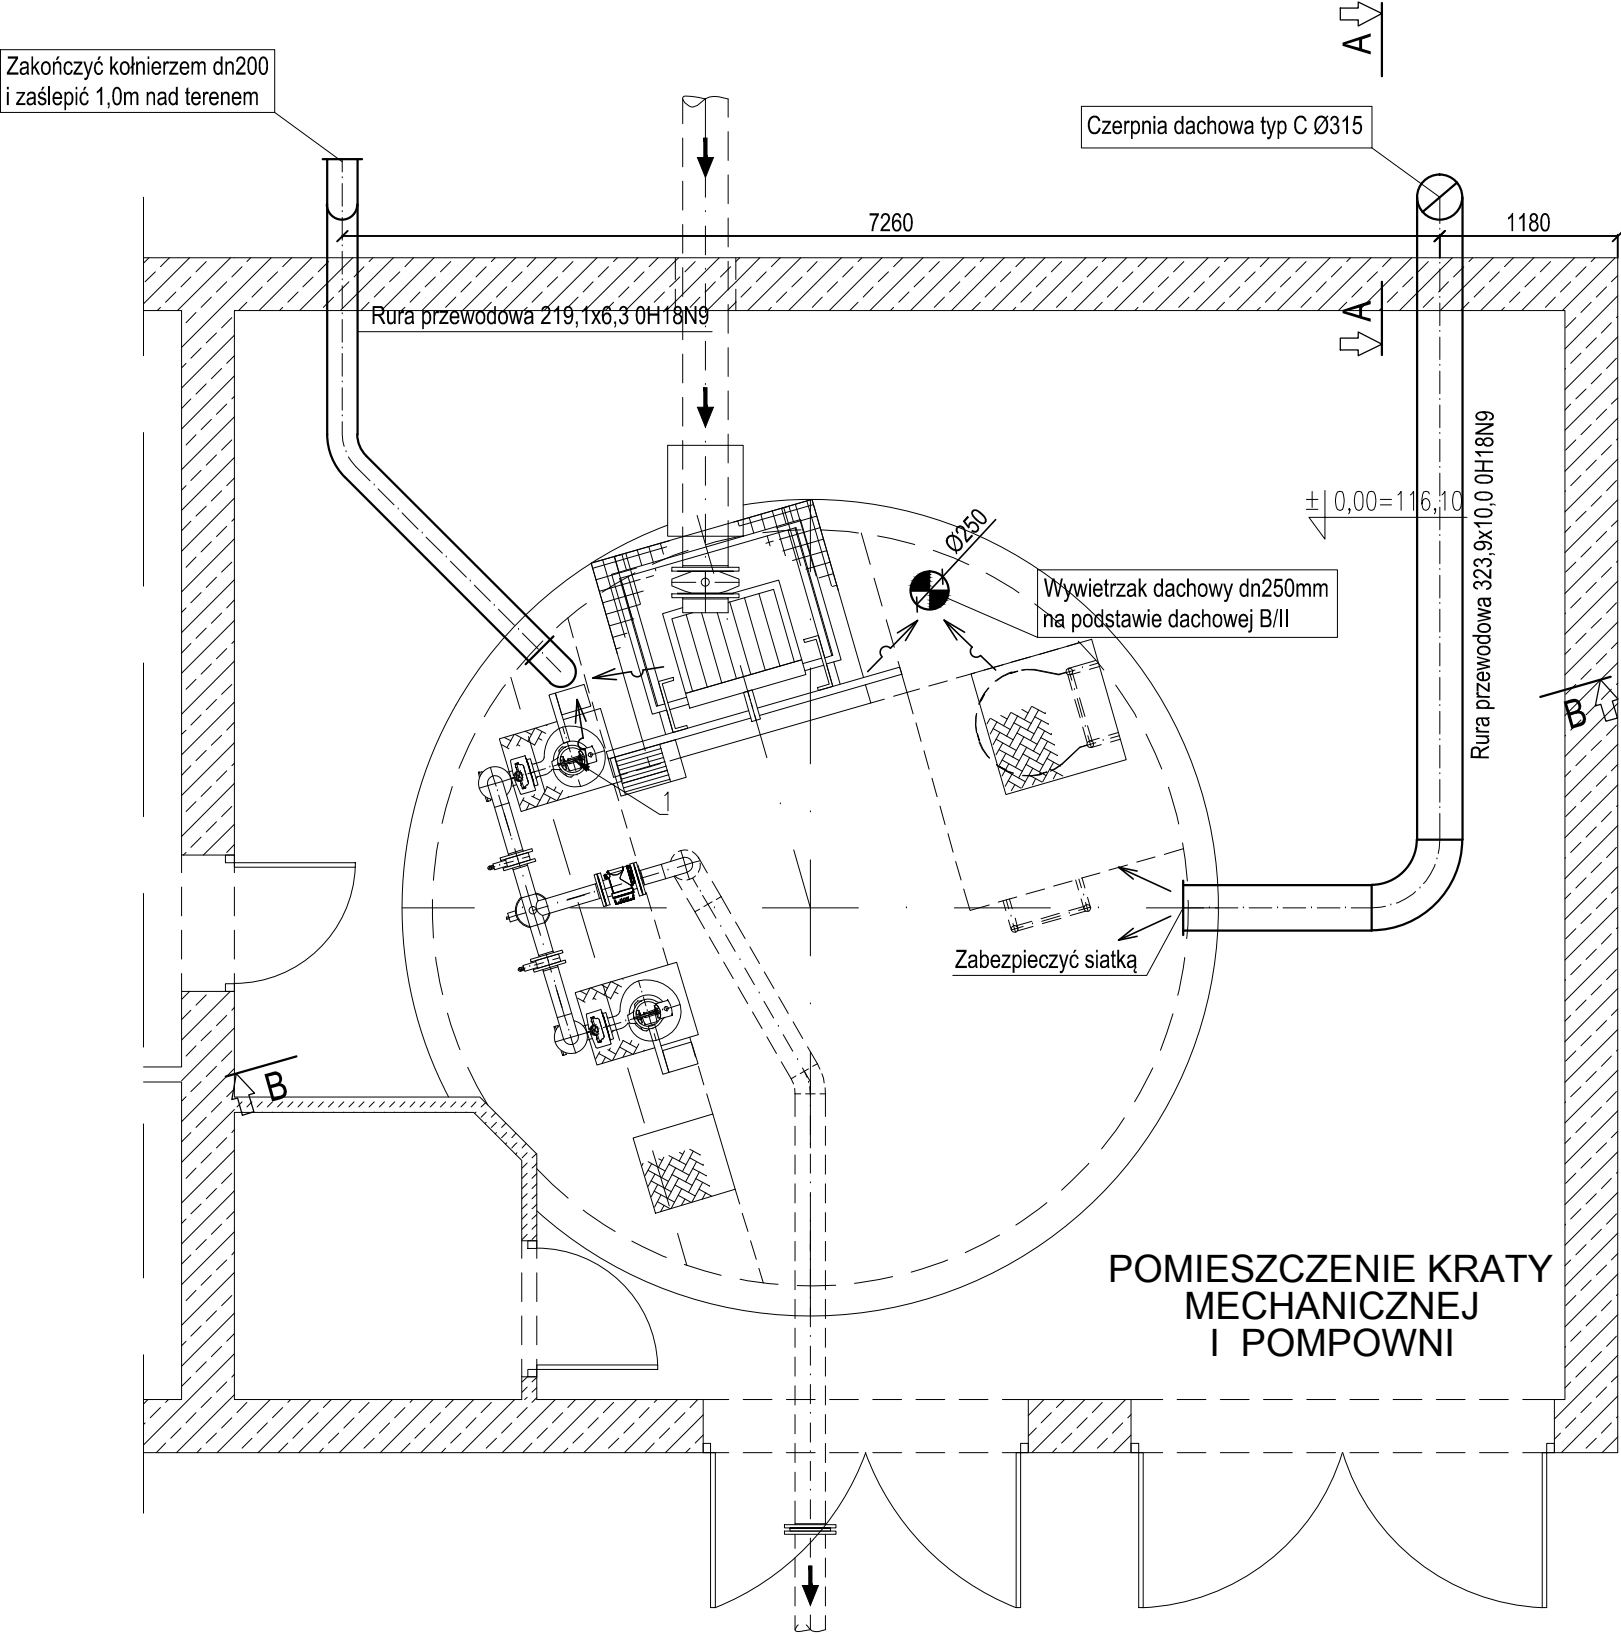 A
Zakończyć kołnierzem dn200
i zaślepić 1,0m nad terenem
Czerpnia dachowa typ C Ø315
7260
1180
Rura przewodowa 219,1x6,3 0H18N9
A
± 0,00=116,10
Rura przewodowa 323,9x10,0 0H18N9
Ø250
Wywietrzak dachowy dn250mm
na podstawie dachowej B/II
B
1
Zabezpieczyć siatką
B
POMIESZCZENIE KRATY
MECHANICZNEJ
I POMPOWNI